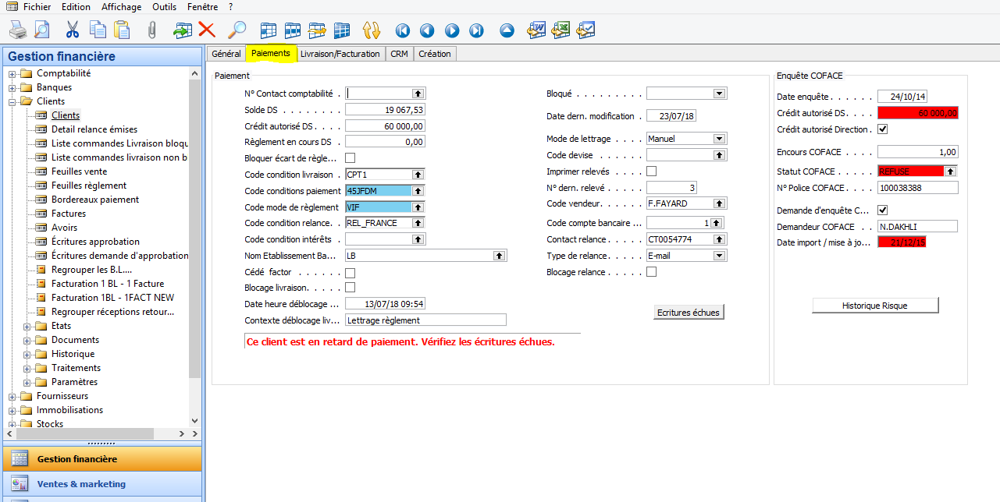 Fichier Edition Affichage Outils Fenêtre ?
Gestion financière
Comptabilité
Banques
Clients
Clients
Detail relance émises
Liste commandes Livraison bloqu
Liste commandes livraison non b
Feuilles vente
Feuilles règlement
Bordereaux paiement
Factures
Avoirs
Écritures approbation
Écritures demande d'approbation
Regrouper les B.L....
Facturation 1 BL - 1 Facture
Facturation 1BL - 1FACT NEW
Regrouper réceptions retour...
Etats
Documents
Historique
Traitements
Paramètres
Fournisseurs
Immobilisations
Stocks
Gestion financière
Ventes & marketing
Général Paiements Livraison/Facturation CRM Création
Paiement
N° Contact comptabilité .
Solde DS . . . . . . . . 19 067,53
Crédit autorisé DS . . . . 60 000,00
Règlement en cours DS . 0,00
Bloquer écart de règle...
Code condition livraison . CPT1
Code conditions paiement 45JFDM
Code mode de règlement VIF
Code condition relance. . REL_FRANCE
Code condition intérêts .
Nom Etablissement Ba... LB
Cédé factor . . . . . .
Blocage livraison. . . . .
Date heure déblocage ... 13/07/18 09:54
Contexte déblocage liv... Lettrage règlement
Ce client est en retard de paiement. Vérifiez les écritures échues.
Bloqué . . . . . . . . .
Date dern. modification . 23/07/18
Mode de lettrage . . . . Manuel
Code devise . . . . . .
Imprimer relevés . . . .
N° dern. relevé . . . . . 3
Code vendeur. . . . . . F.FAYARD
Code compte bancaire ... 1
Contact relance. . . . . CT0054774
Type de relance. . . . . E-mail
Blocage relance . . . . .
Ecritures échues
Enquête COFACE
Date enquête . . . . . . 24/10/14
Crédit autorisé DS. . . . 60 000,00
Crédit autorisé Direction .
Encours COFACE . . . . 1,00
Statut COFACE . . . . . REFUSE
N° Police COFACE. . . . 100038388
Demande d'enquête C...
Demandeur COFACE . . N.DAKHLI
Date import / mise à jo... 21/12/15
Historique Risque